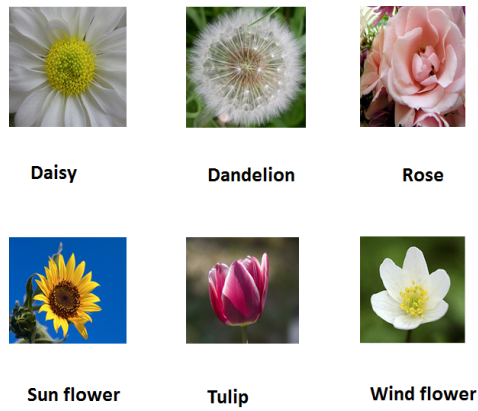 Daisy
Dandelion
Rose
Sun flower
Tulip
Wind flower